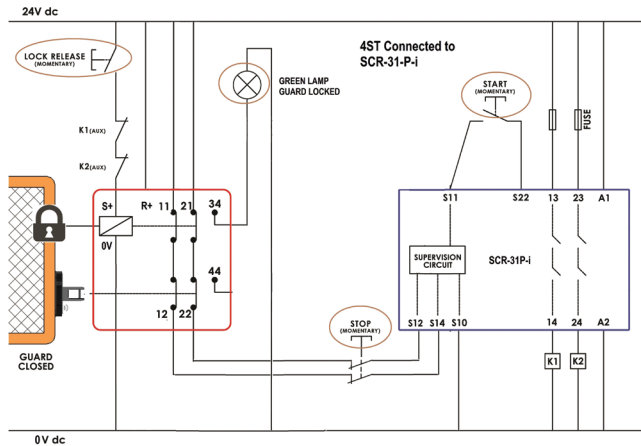 24V dc
4ST Connected to
SCR-31-P-i
LOCK RELEASE
(MOMENTARY)
GREEN LAMP
GUARD LOCKED
START
(MOMENTARY)
FUSE
K1(AUX)
K2(AUX)
S+
R+
11
21
34
0V
44
12
22
S11
S22
13
23
A1
SUPERVISION
CIRCUIT
SCR-31P-i
S12
S14
S10
14
24
A2
STOP
(MOMENTARY)
K1
K2
GUARD
CLOSED
0V dc